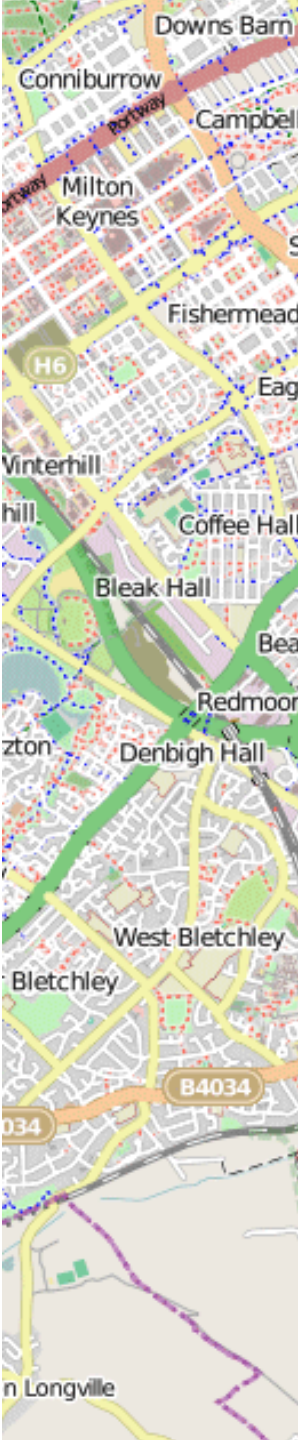 Downs Barn
Conniburrow
Portway
Campbell
Milton
Keynes
Fishermead
H6
Eag
Winterhill
hill
Coffee Hall
Bleak Hall
Bea
Redmoor
zton
Denbigh Hall
West Bletchley
Bletchley
B4034
034
n Longville